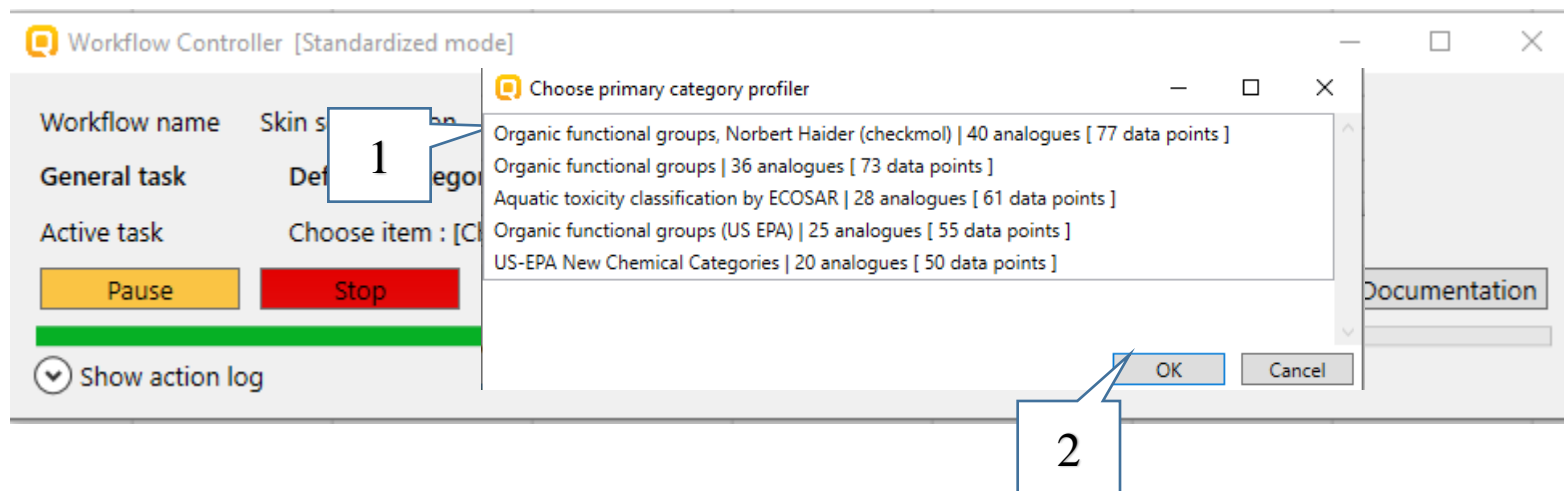 Workflow Controller [Standardized mode]
Choose primary category profiler
Workflow name Skin s
1
Organic functional groups, Norbert Haider (checkmol) | 40 analogues [ 77 data points ]
Organic functional groups | 36 analogues [ 73 data points ]
Aquatic toxicity classification by ECOSAR | 28 analogues [ 61 data points ]
Organic functional groups (US EPA) | 25 analogues [ 55 data points ]
US-EPA New Chemical Categories | 20 analogues [ 50 data points ]
General task
Active task Choose item :
Pause Stop
Documentation
Show action log
OK Cancel
2